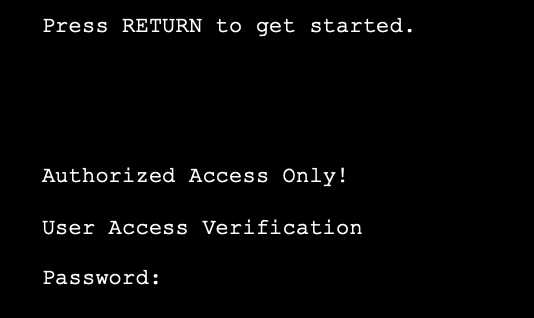 Press RETURN to get started.
Authorized Access Only!
User Access Verification
Password: